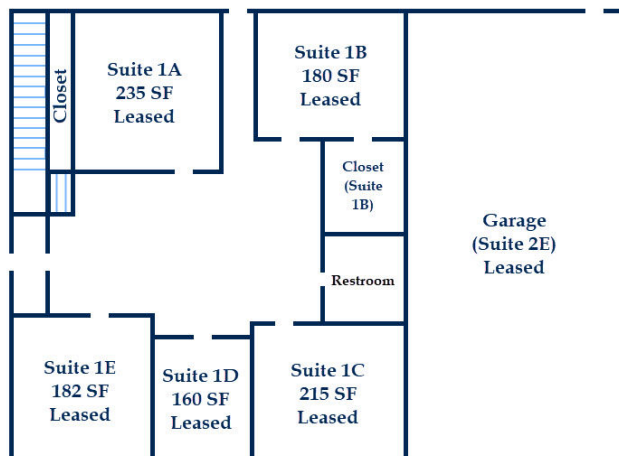 Closet
Suite 1A
235 SF
Leased
Suite 1B
180 SF
Leased
Closet
(Suite
1B)
Garage
(Suite 2E)
Leased
Restroom
Suite 1E
182 SF
Leased
Suite 1D
160 SF
Leased
Suite 1C
215 SF
Leased